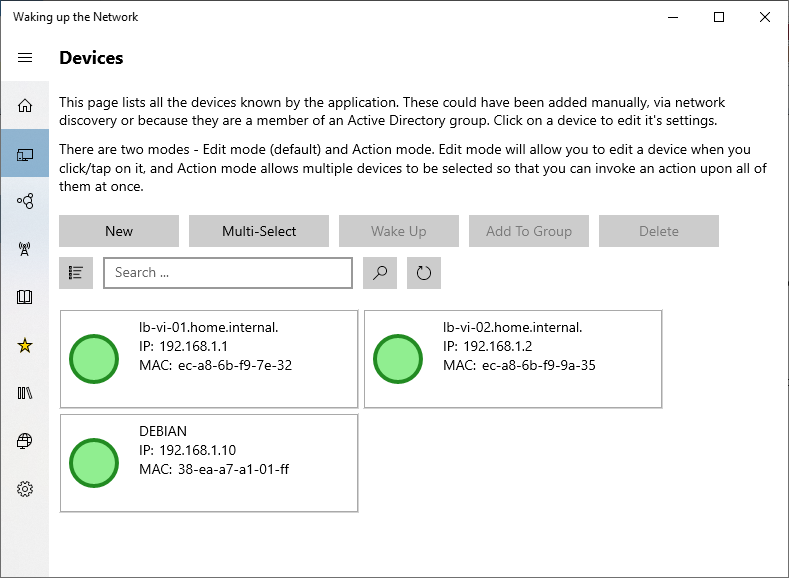 Waking up the Network
Devices
This page lists all the devices known by the application. These could have been added manually, via network
discovery or because they are a member of an Active Directory group. Click on a device to edit it's settings.
There are two modes - Edit mode (default) and Action mode. Edit mode will allow you to edit a device when you
click/tap on it, and Action mode allows multiple devices to be selected so that you can invoke an action upon all of
them at once.
New Multi-Select Wake Up Add To Group Delete
Search ...
lb-vi-01.home.internal.
IP: 192.168.1.1
MAC: ec-a8-6b-f9-7e-32
lb-vi-02.home.internal.
IP: 192.168.1.2
MAC: ec-a8-6b-f9-9a-35
DEBIAN
IP: 192.168.1.10
MAC: 38-ea-a7-a1-01-ff